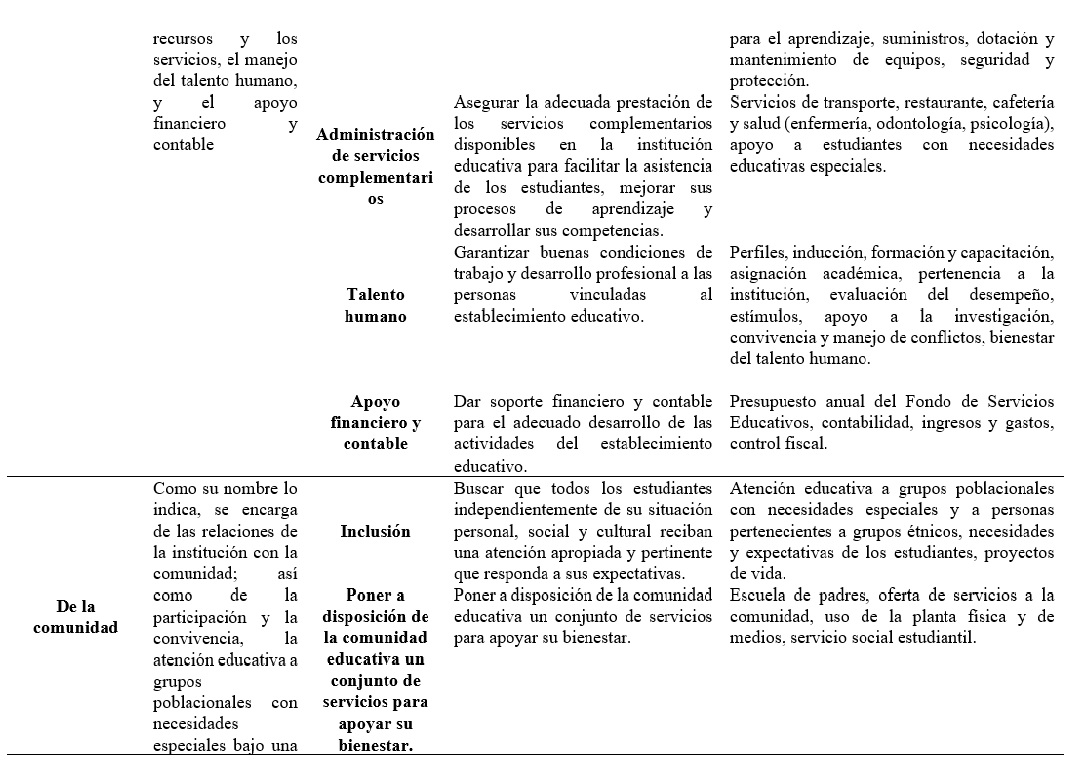 recursos y los
servicios, el manejo
del talento humano,
y el apoyo
financiero y
contable
para el aprendizaje, suministros, dotación y
mantenimiento de equipos, seguridad y
protección.
Administración
de servicios
complementari
os
Asegurar la adecuada prestación de
los servicios complementarios
disponibles en la institución
educativa para facilitar la asistencia
de los estudiantes, mejorar sus
procesos de aprendizaje y
desarrollar sus competencias.
Servicios de transporte, restaurante, cafetería
y salud (enfermería, odontología, psicología),
apoyo a estudiantes con necesidades
educativas especiales.
Talento
humano
Garantizar buenas condiciones de
trabajo y desarrollo profesional a las
personas vinculadas al
establecimiento educativo.
Perfiles, inducción, formación y capacitación,
asignación académica, pertenencia a la
institución, evaluación del desempeño,
estímulos, apoyo a la investigación,
convivencia y manejo de conflictos, bienestar
del talento humano.
Apoyo
financiero y
contable
Dar soporte financiero y contable
para el adecuado desarrollo de las
actividades del establecimiento
educativo.
Presupuesto anual del Fondo de Servicios
Educativos, contabilidad, ingresos y gastos,
control fiscal.
De la
comunidad
Como su nombre lo
indica, se encarga
de las relaciones de
la institución con la
comunidad; así
como de la
participación y la
convivencia, la
atención educativa a
grupos
poblacionales con
necesidades
especiales bajo una
Inclusión
Buscar que todos los estudiantes
independientemente de su situación
personal, social y cultural reciban
una atención apropiada y pertinente
que responda a sus expectativas.
Atención educativa a grupos poblacionales
con necesidades especiales y a personas
pertenecientes a grupos étnicos, necesidades
y expectativas de los estudiantes, proyectos
de vida.
Poner a
disposición de
la comunidad
educativa un
conjunto de
servicios para
apoyar su
bienestar.
Poner a disposición de la comunidad
educativa un conjunto de servicios
para apoyar su bienestar.
Escuela de padres, oferta de servicios a la
comunidad, uso de la planta física y de
medios, servicio social estudiantil.